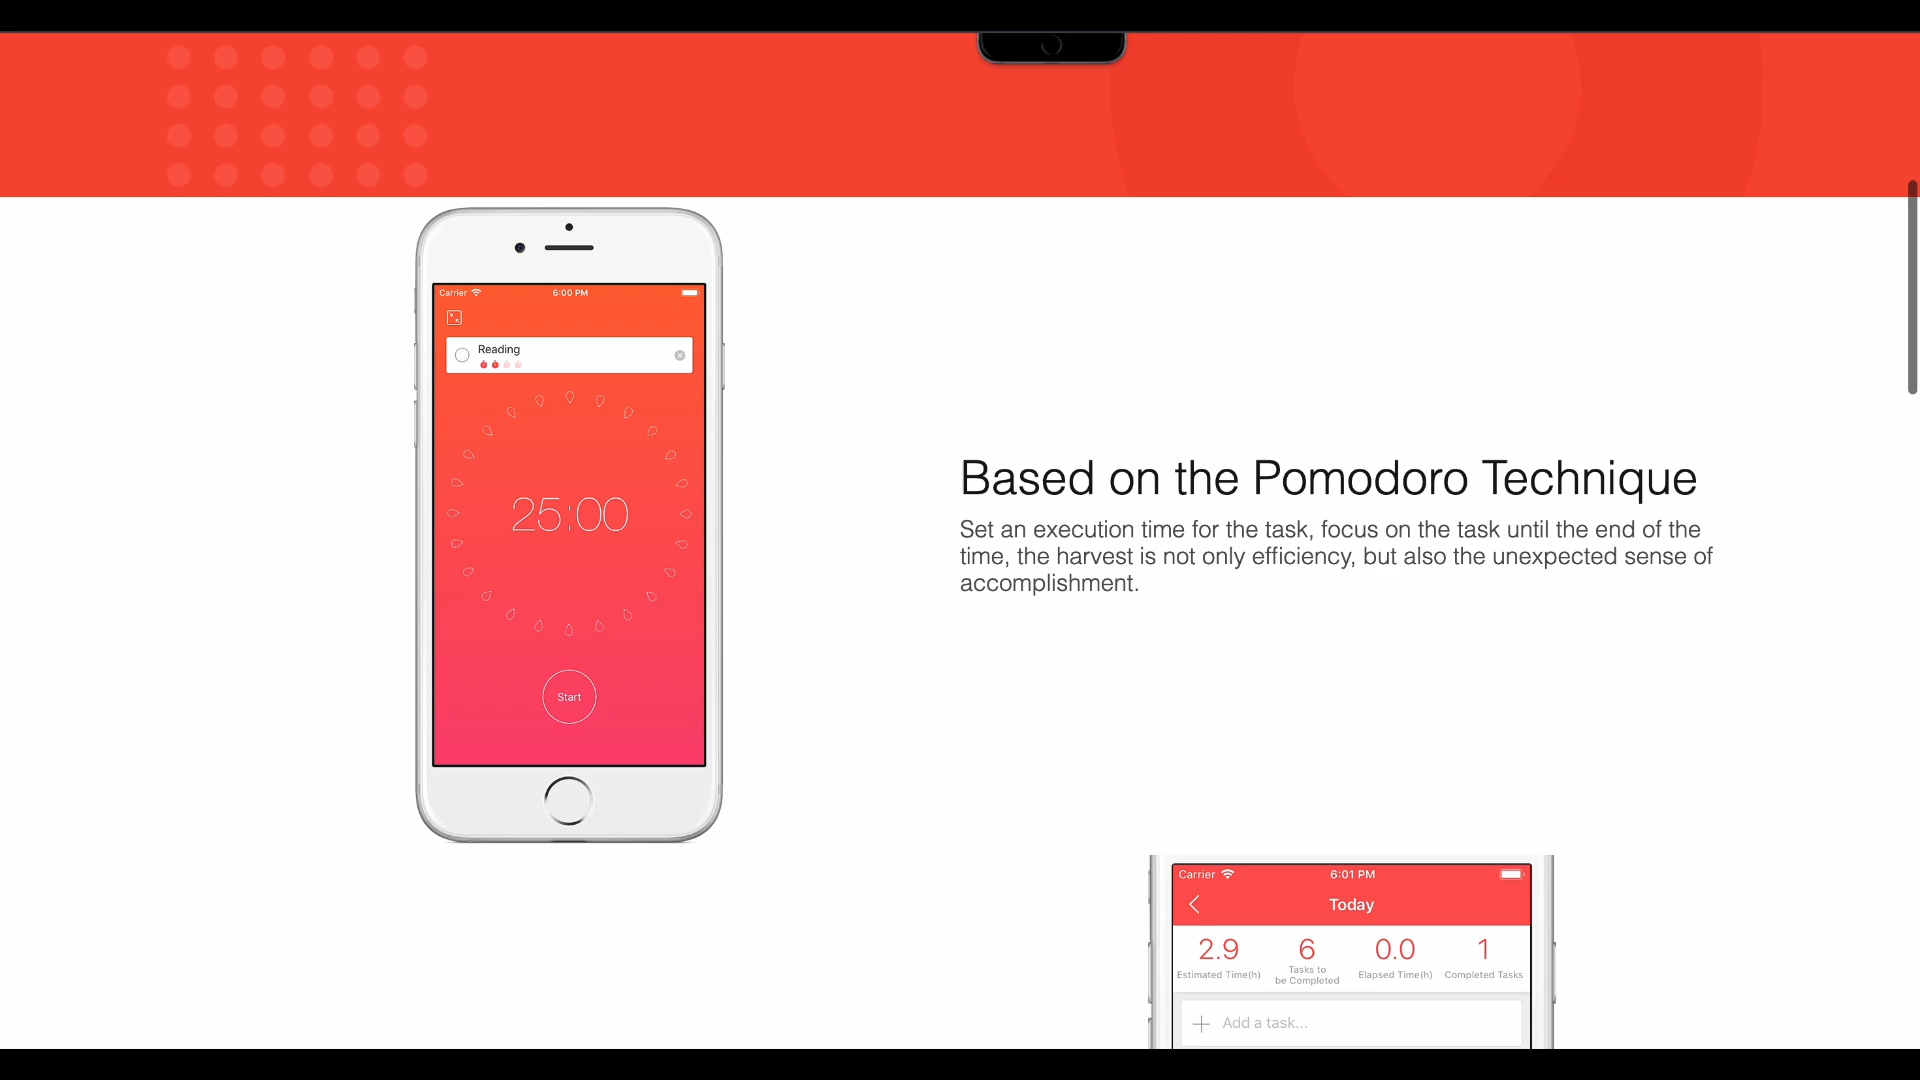 Carrier 6:00 PM
Reading
25:00
Start
Based on the Pomodoro Technique
Set an execution time for the task, focus on the task until the end of the
time, the harvest is not only efficiency, but also the unexpected sense of
accomplishment.
Carrier 6:01 PM
Today
2.9 6 0.0 1
Estimated Time(h) Tasks to be Completed Elapsed Time(h) Completed Tasks
Add a task...